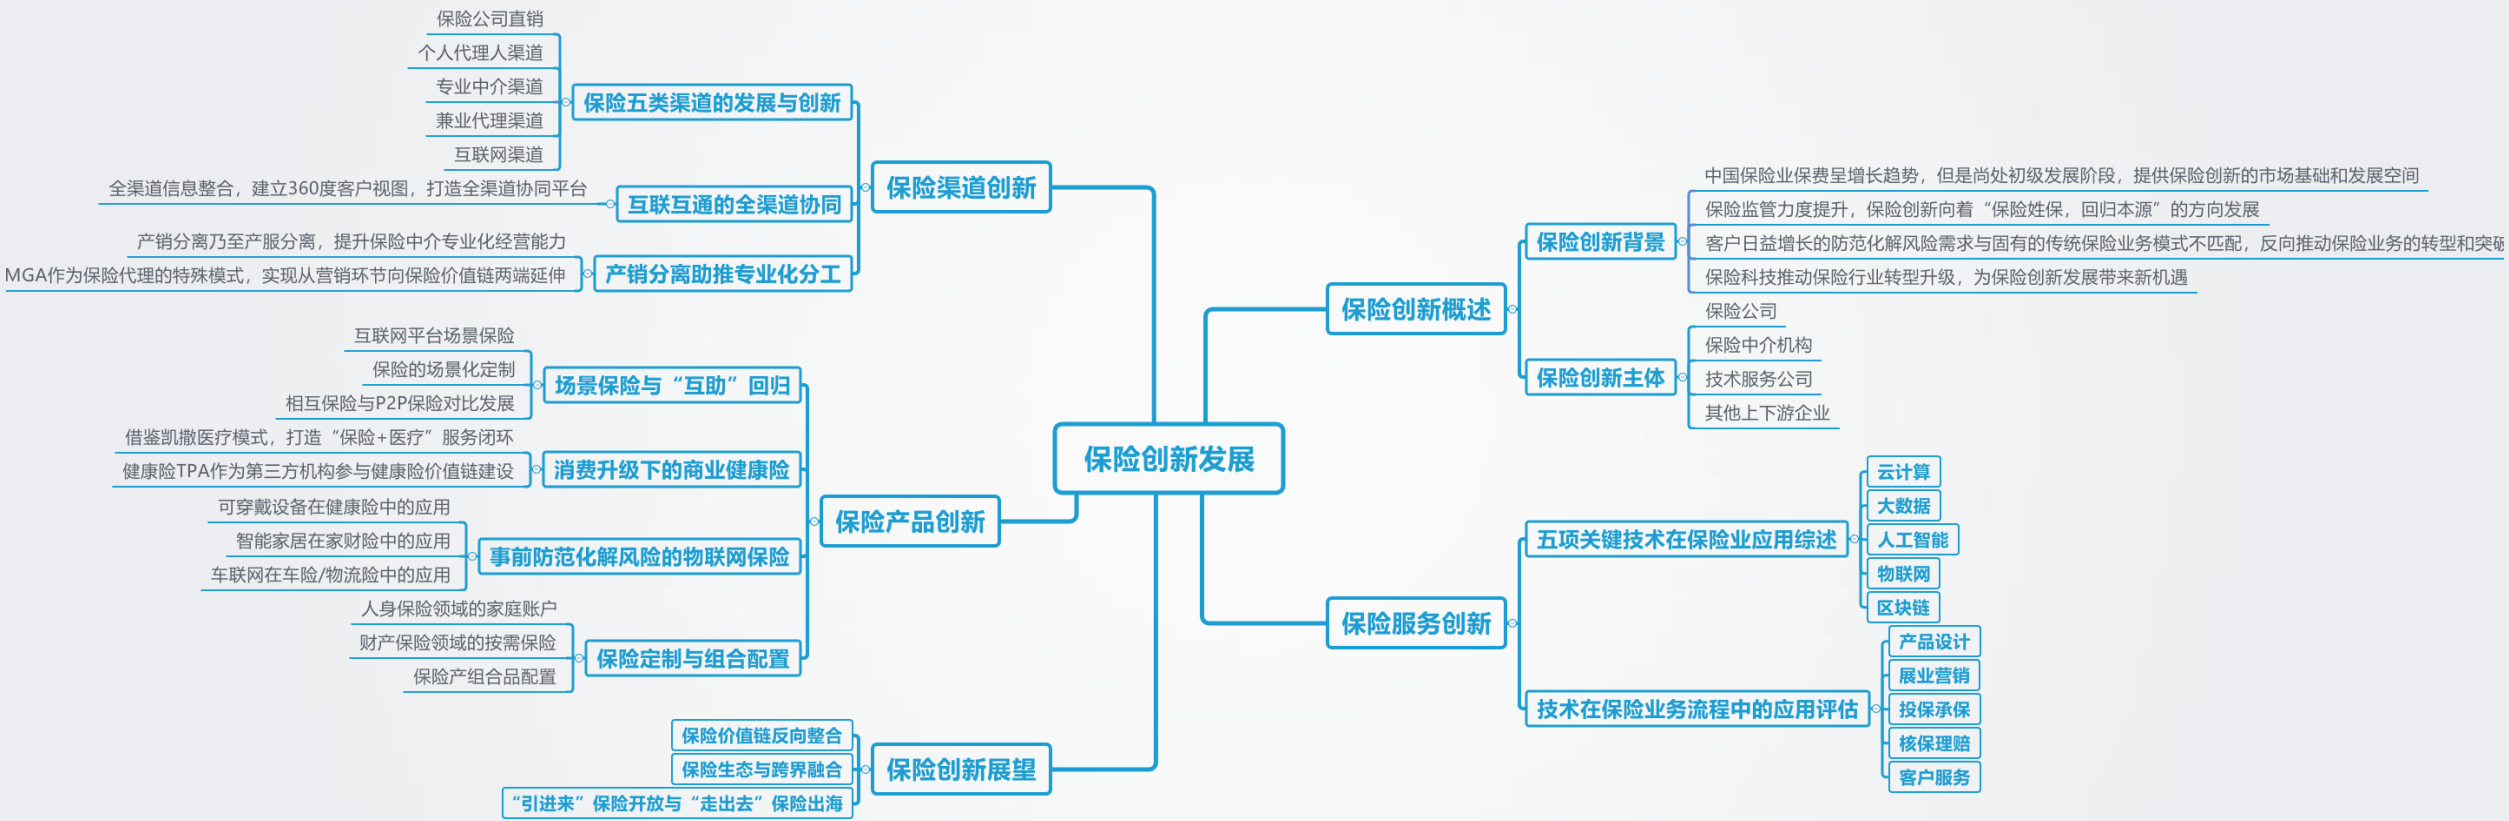 保险创新发展
保险渠道创新
保险五类渠道的发展与创新
保险公司直销
个人代理人渠道
专业中介渠道
兼业代理渠道
互联网渠道
互联互通的全渠道协同
全渠道信息整合，建立360度客户视图，打造全渠道协同平台
产销分离助推专业化分工
产销分离乃至产服分离，提升保险中介专业化经营能力
MGA作为保险代理的特殊模式，实现从营销环节向保险价值链两端延伸
保险产品创新
场景保险与“互助”回归
互联网平台场景保险
保险的场景化定制
相互保险与P2P保险对比发展
消费升级下的商业健康险
借鉴凯撒医疗模式，打造“保险+医疗”服务闭环
健康险TPA作为第三方机构参与健康险价值链建设
事前防范化解风险的物联网保险
可穿戴设备在健康险中的应用
智能家居在家财险中的应用
车联网在车险/物流险中的应用
保险定制与组合配置
人身保险领域的家庭账户
财产保险领域的按需保险
保险产组合品配置
保险创新展望
保险价值链反向整合
保险生态与跨界融合
“引进来”保险开放与“走出去”保险出海
保险创新概述
保险创新背景
中国保险业保费呈增长趋势，但是尚处初级发展阶段，提供保险创新的市场基础和发展空间
保险监管力度提升，保险创新向着“保险姓保，回归本源”的方向发展
客户日益增长的防范化解风险需求与固有的传统保险业务模式不匹配，反向推动保险业务的转型和突破
保险科技推动保险行业转型升级，为保险创新发展带来新机遇
保险创新主体
保险公司
保险中介机构
技术服务公司
其他上下游企业
保险服务创新
五项关键技术在保险业应用综述
云计算
大数据
人工智能
物联网
区块链
技术在保险业务流程中的应用评估
产品设计
展业营销
投保承保
核保理赔
客户服务